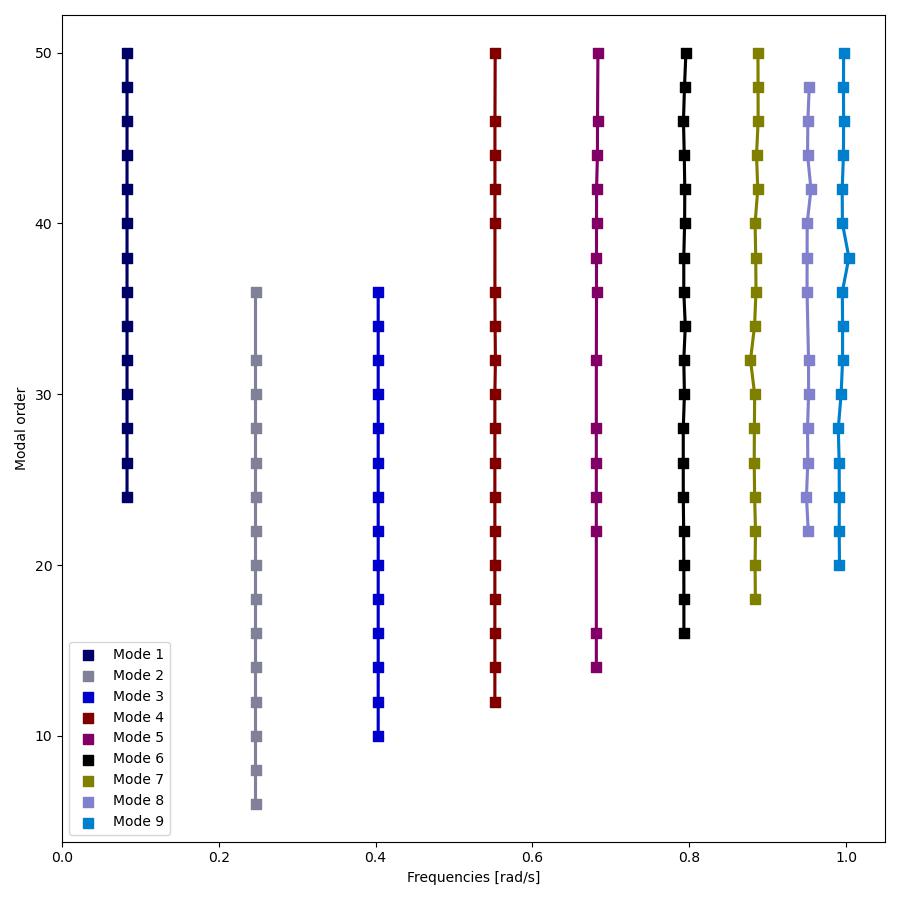 50
40
30
20
10
Modal order
Mode 1
Mode 2
Mode 3
Mode 4
Mode 5
Mode 6
Mode 7
Mode 8
Mode 9
0.0 0.2 0.4 0.6 0.8 1.0
Frequencies [rad/s]